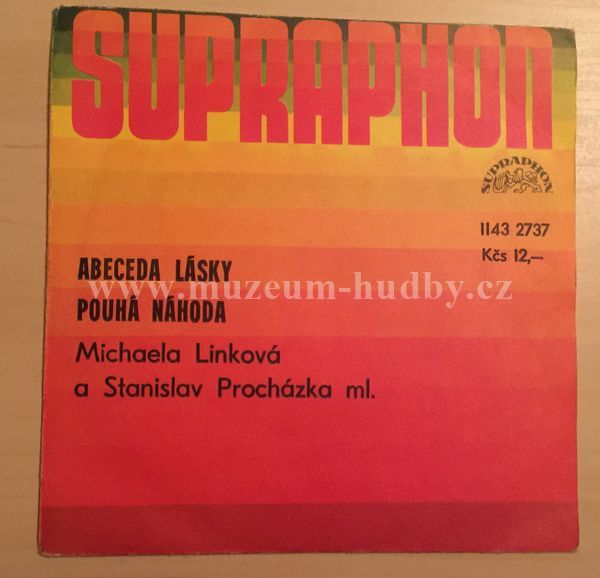 SUPRAPHON
SUPRAPHON
1143 2737
Kčs 12,—
ABECEDA LÁSKY
www.muzeum-hudby.cz
POUHÁ NÁHODA
Michaela Linková
a Stanislav Procházka ml.